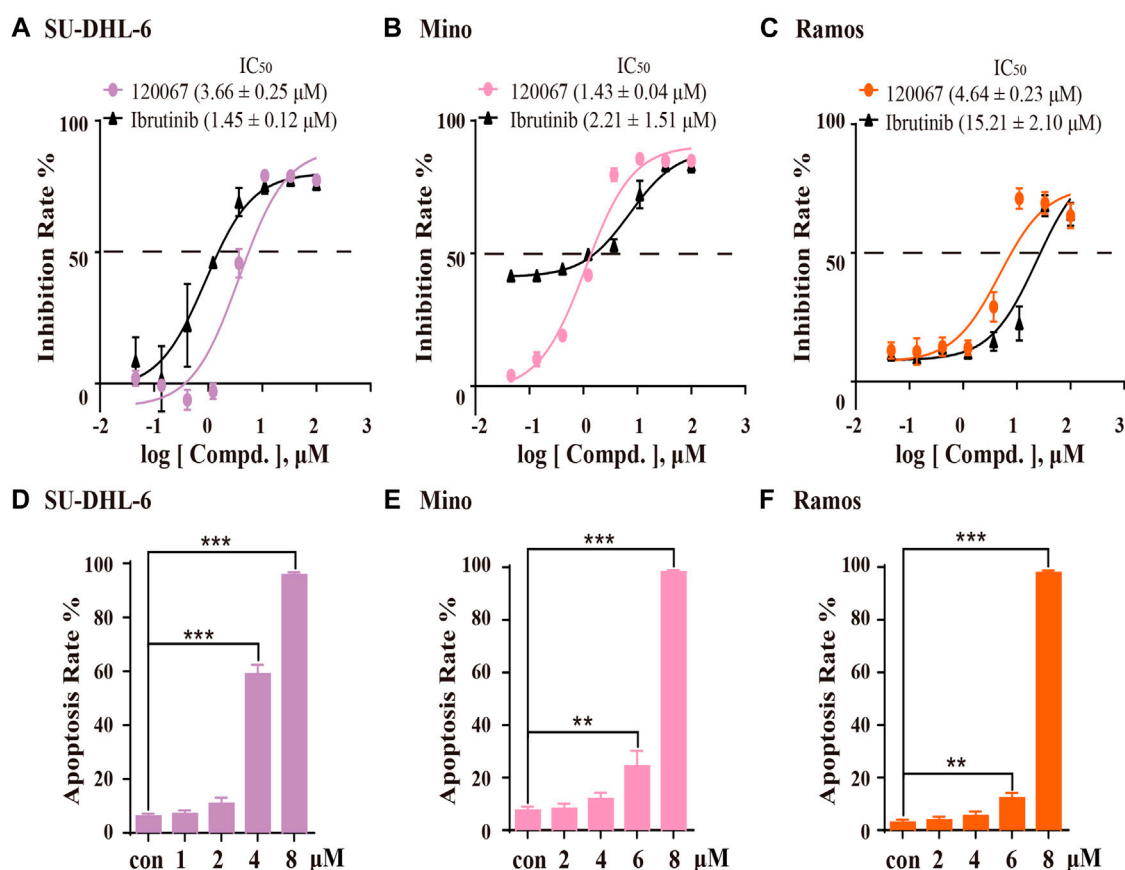 A SU-DHL-6
IC50
120067 (3.66 ± 0.25 μM)
Ibrutinib (1.45 ± 0.12 μM)
100
50
0
Inhibition Rate %
-2 -1 0 1 2 3
log [ Compd. ], μM
B Mino
IC50
120067 (1.43 ± 0.04 μM)
Ibrutinib (2.21 ± 1.51 μM)
100
50
0
Inhibition Rate %
-2 -1 0 1 2 3
log [ Compd. ], μM
C Ramos
IC50
120067 (4.64 ± 0.23 μM)
Ibrutinib (15.21 ± 2.10 μM)
100
50
0
Inhibition Rate %
-2 -1 0 1 2 3
log [ Compd. ], μM
D SU-DHL-6
***
***
100
80
60
40
20
0
Apoptosis Rate %
con 1 2 4 8 μM
E Mino
***
**
100
80
60
40
20
0
Apoptosis Rate %
con 2 4 6 8 μM
F Ramos
***
**
100
80
60
40
20
0
Apoptosis Rate %
con 2 4 6 8 μM